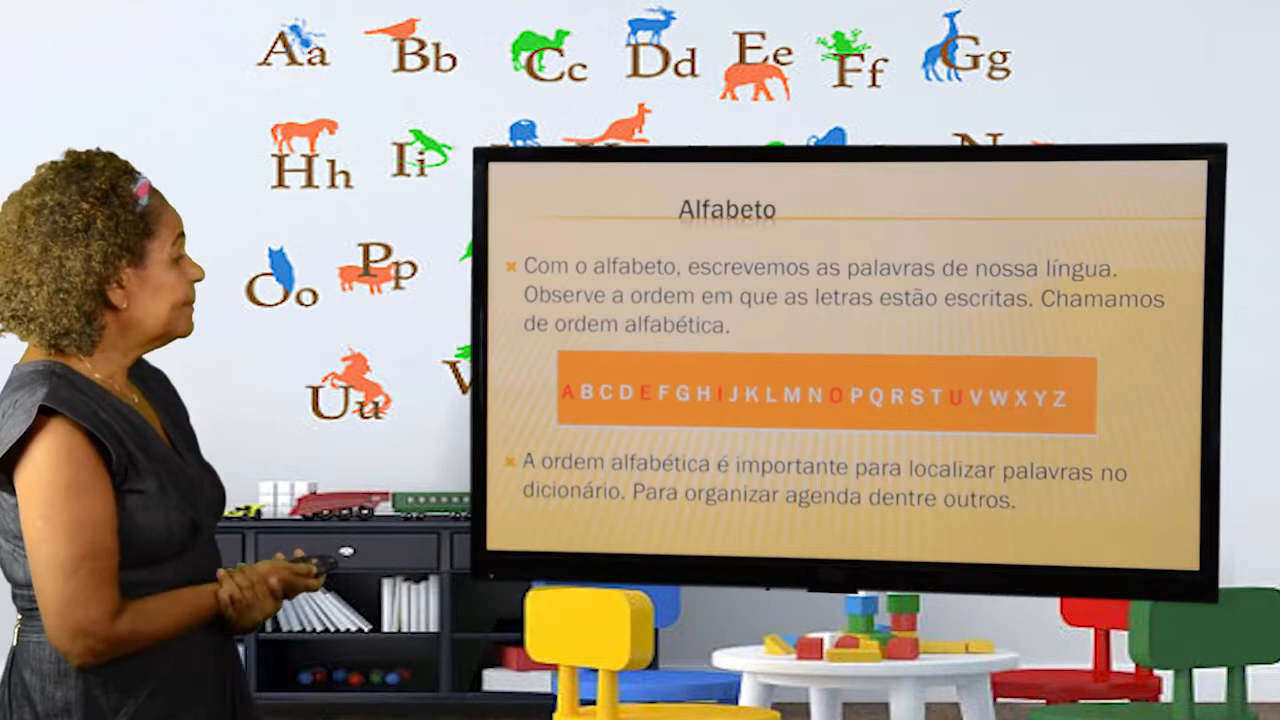 Aa Bb Cc Dd Ee Ff Gg
Hh Ii N
Oo Pp
Uu V
Alfabeto
Com o alfabeto, escrevemos as palavras de nossa língua.
Observe a ordem em que as letras estão escritas. Chamamos
de ordem alfabética.
A B C D E F G H I J K L M N O P Q R S T U V W X Y Z
A ordem alfabética é importante para localizar palavras no
dicionário. Para organizar agenda dentre outros.